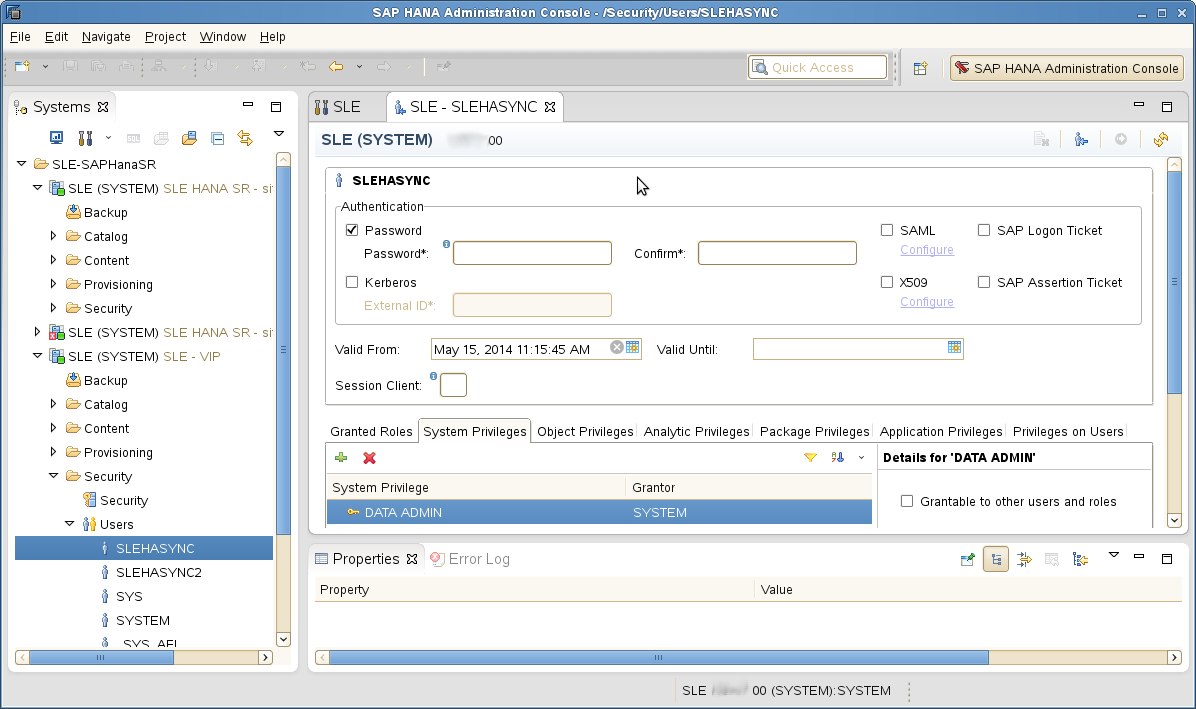 SAP HANA Administration Console - /Security/Users/SLEHASYNC
File Edit Navigate Project Window Help
Quick Access
SAP HANA Administration Console
Systems
SLE-SAPHanaSR
SLE (SYSTEM) SLE HANA SR - si
Backup
Catalog
Content
Provisioning
Security
SLE (SYSTEM) SLE HANA SR - si
SLE (SYSTEM) SLE - VIP
Backup
Catalog
Content
Provisioning
Security
Security
Users
SLEHASYNC
SLEHASYNC2
SYS
SYSTEM
_SYS_AFL
SLE
SLE - SLEHASYNC
SLE (SYSTEM) 00
SLEHASYNC
Authentication
Password
SAML
SAP Logon Ticket
Password*: Confirm*:
Configure
Kerberos
X509
SAP Assertion Ticket
External ID*:
Configure
Valid From: May 15, 2014 11:15:45 AM Valid Until:
Session Client:
Granted Roles System Privileges Object Privileges Analytic Privileges Package Privileges Application Privileges Privileges on Users
System Privilege Grantor
DATA ADMIN SYSTEM
Details for 'DATA ADMIN'
Grantable to other users and roles
Properties Error Log
Property Value
SLE 00 (SYSTEM):SYSTEM